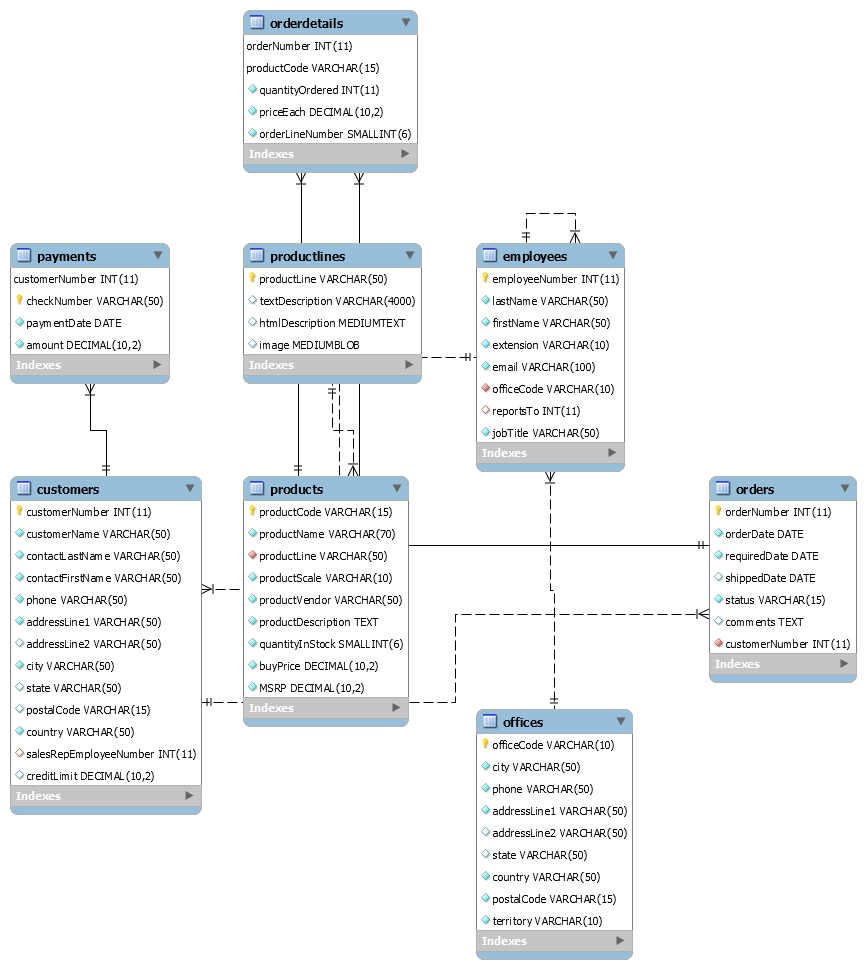 orderdetails
orderNumber INT(11)
productCode VARCHAR(15)
quantityOrdered INT(11)
priceEach DECIMAL(10,2)
orderLineNumber SMALLINT(6)
Indexes
payments
customerNumber INT(11)
checkNumber VARCHAR(50)
paymentDate DATE
amount DECIMAL(10,2)
Indexes
productlines
productLine VARCHAR(50)
textDescription VARCHAR(4000)
htmlDescription MEDIUMTEXT
image MEDIUMBLOB
Indexes
employees
employeeNumber INT(11)
lastName VARCHAR(50)
firstName VARCHAR(50)
extension VARCHAR(10)
email VARCHAR(100)
officeCode VARCHAR(10)
reportsTo INT(11)
jobTitle VARCHAR(50)
Indexes
customers
customerNumber INT(11)
customerName VARCHAR(50)
contactLastName VARCHAR(50)
contactFirstName VARCHAR(50)
phone VARCHAR(50)
addressLine1 VARCHAR(50)
addressLine2 VARCHAR(50)
city VARCHAR(50)
state VARCHAR(50)
postalCode VARCHAR(15)
country VARCHAR(50)
salesRepEmployeeNumber INT(11)
creditLimit DECIMAL(10,2)
Indexes
products
productCode VARCHAR(15)
productName VARCHAR(70)
productLine VARCHAR(50)
productScale VARCHAR(10)
productVendor VARCHAR(50)
productDescription TEXT
quantityInStock SMALLINT(6)
buyPrice DECIMAL(10,2)
MSRP DECIMAL(10,2)
Indexes
orders
orderNumber INT(11)
orderDate DATE
requiredDate DATE
shippedDate DATE
status VARCHAR(15)
comments TEXT
customerNumber INT(11)
Indexes
offices
officeCode VARCHAR(10)
city VARCHAR(50)
phone VARCHAR(50)
addressLine1 VARCHAR(50)
addressLine2 VARCHAR(50)
state VARCHAR(50)
country VARCHAR(50)
postalCode VARCHAR(15)
territory VARCHAR(10)
Indexes